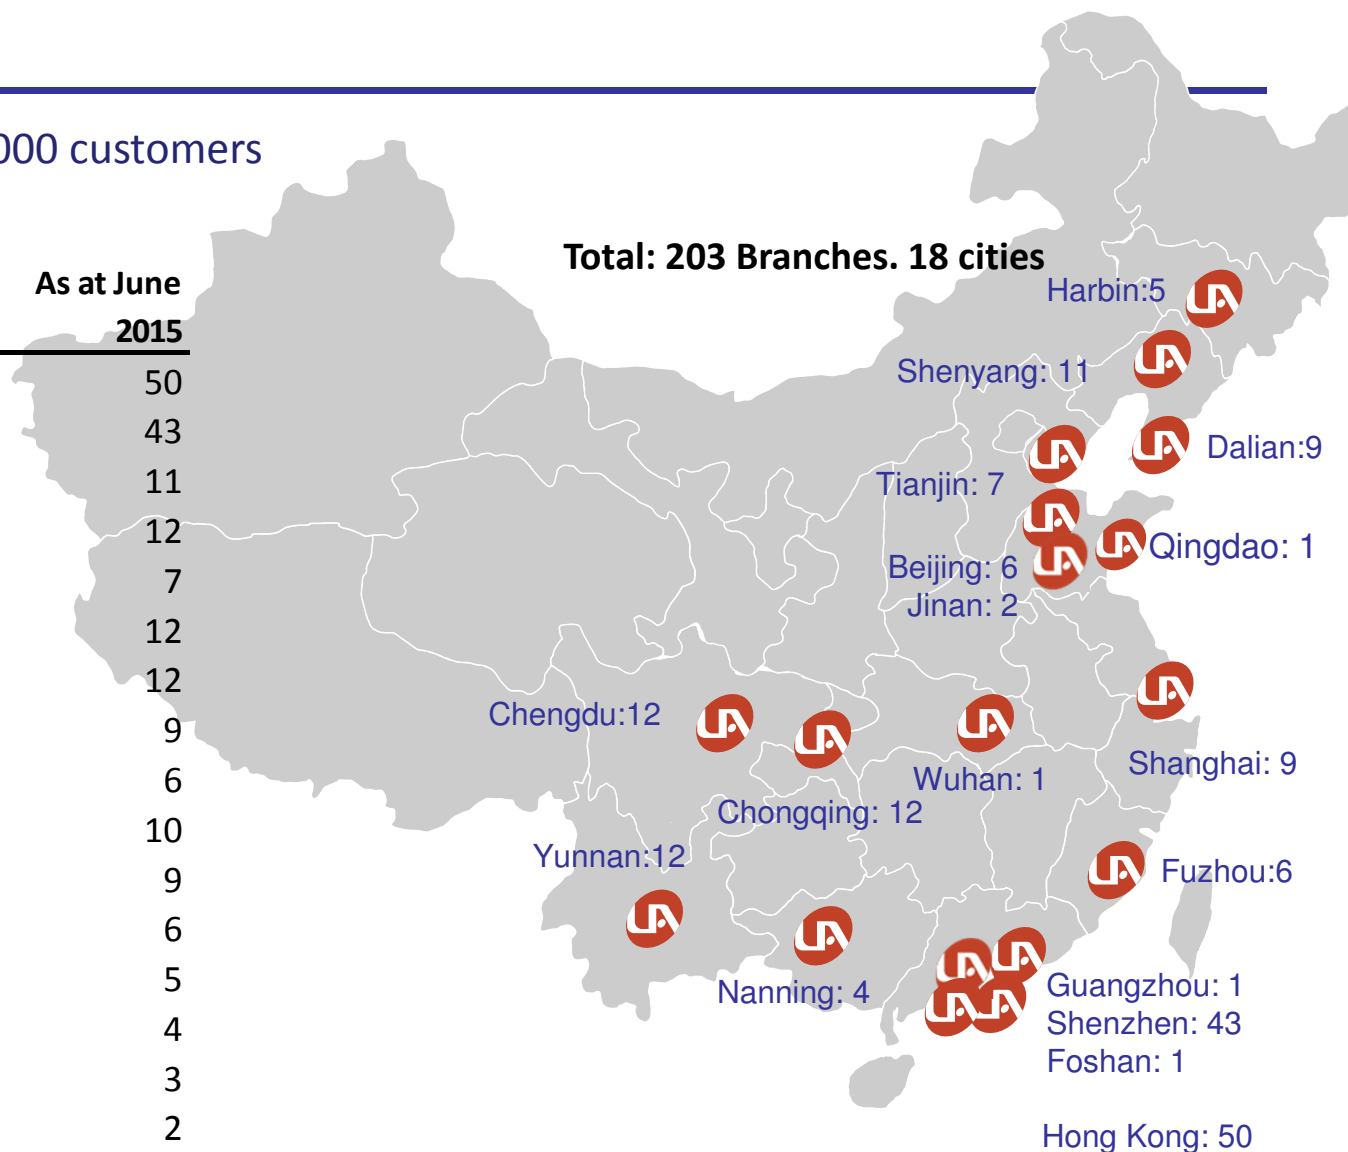 000 customers
Total: 203 Branches. 18 cities
As at June
2015
50
43
11
12
7
12
12
9
6
10
9
6
5
4
3
2
Harbin:5
Shenyang: 11
Dalian:9
Tianjin: 7
Qingdao: 1
Beijing: 6
Jinan: 2
Chengdu:12
Shanghai: 9
Wuhan: 1
Chongqing: 12
Yunnan:12
Fuzhou:6
Nanning: 4
Guangzhou: 1
Shenzhen: 43
Foshan: 1
Hong Kong: 50